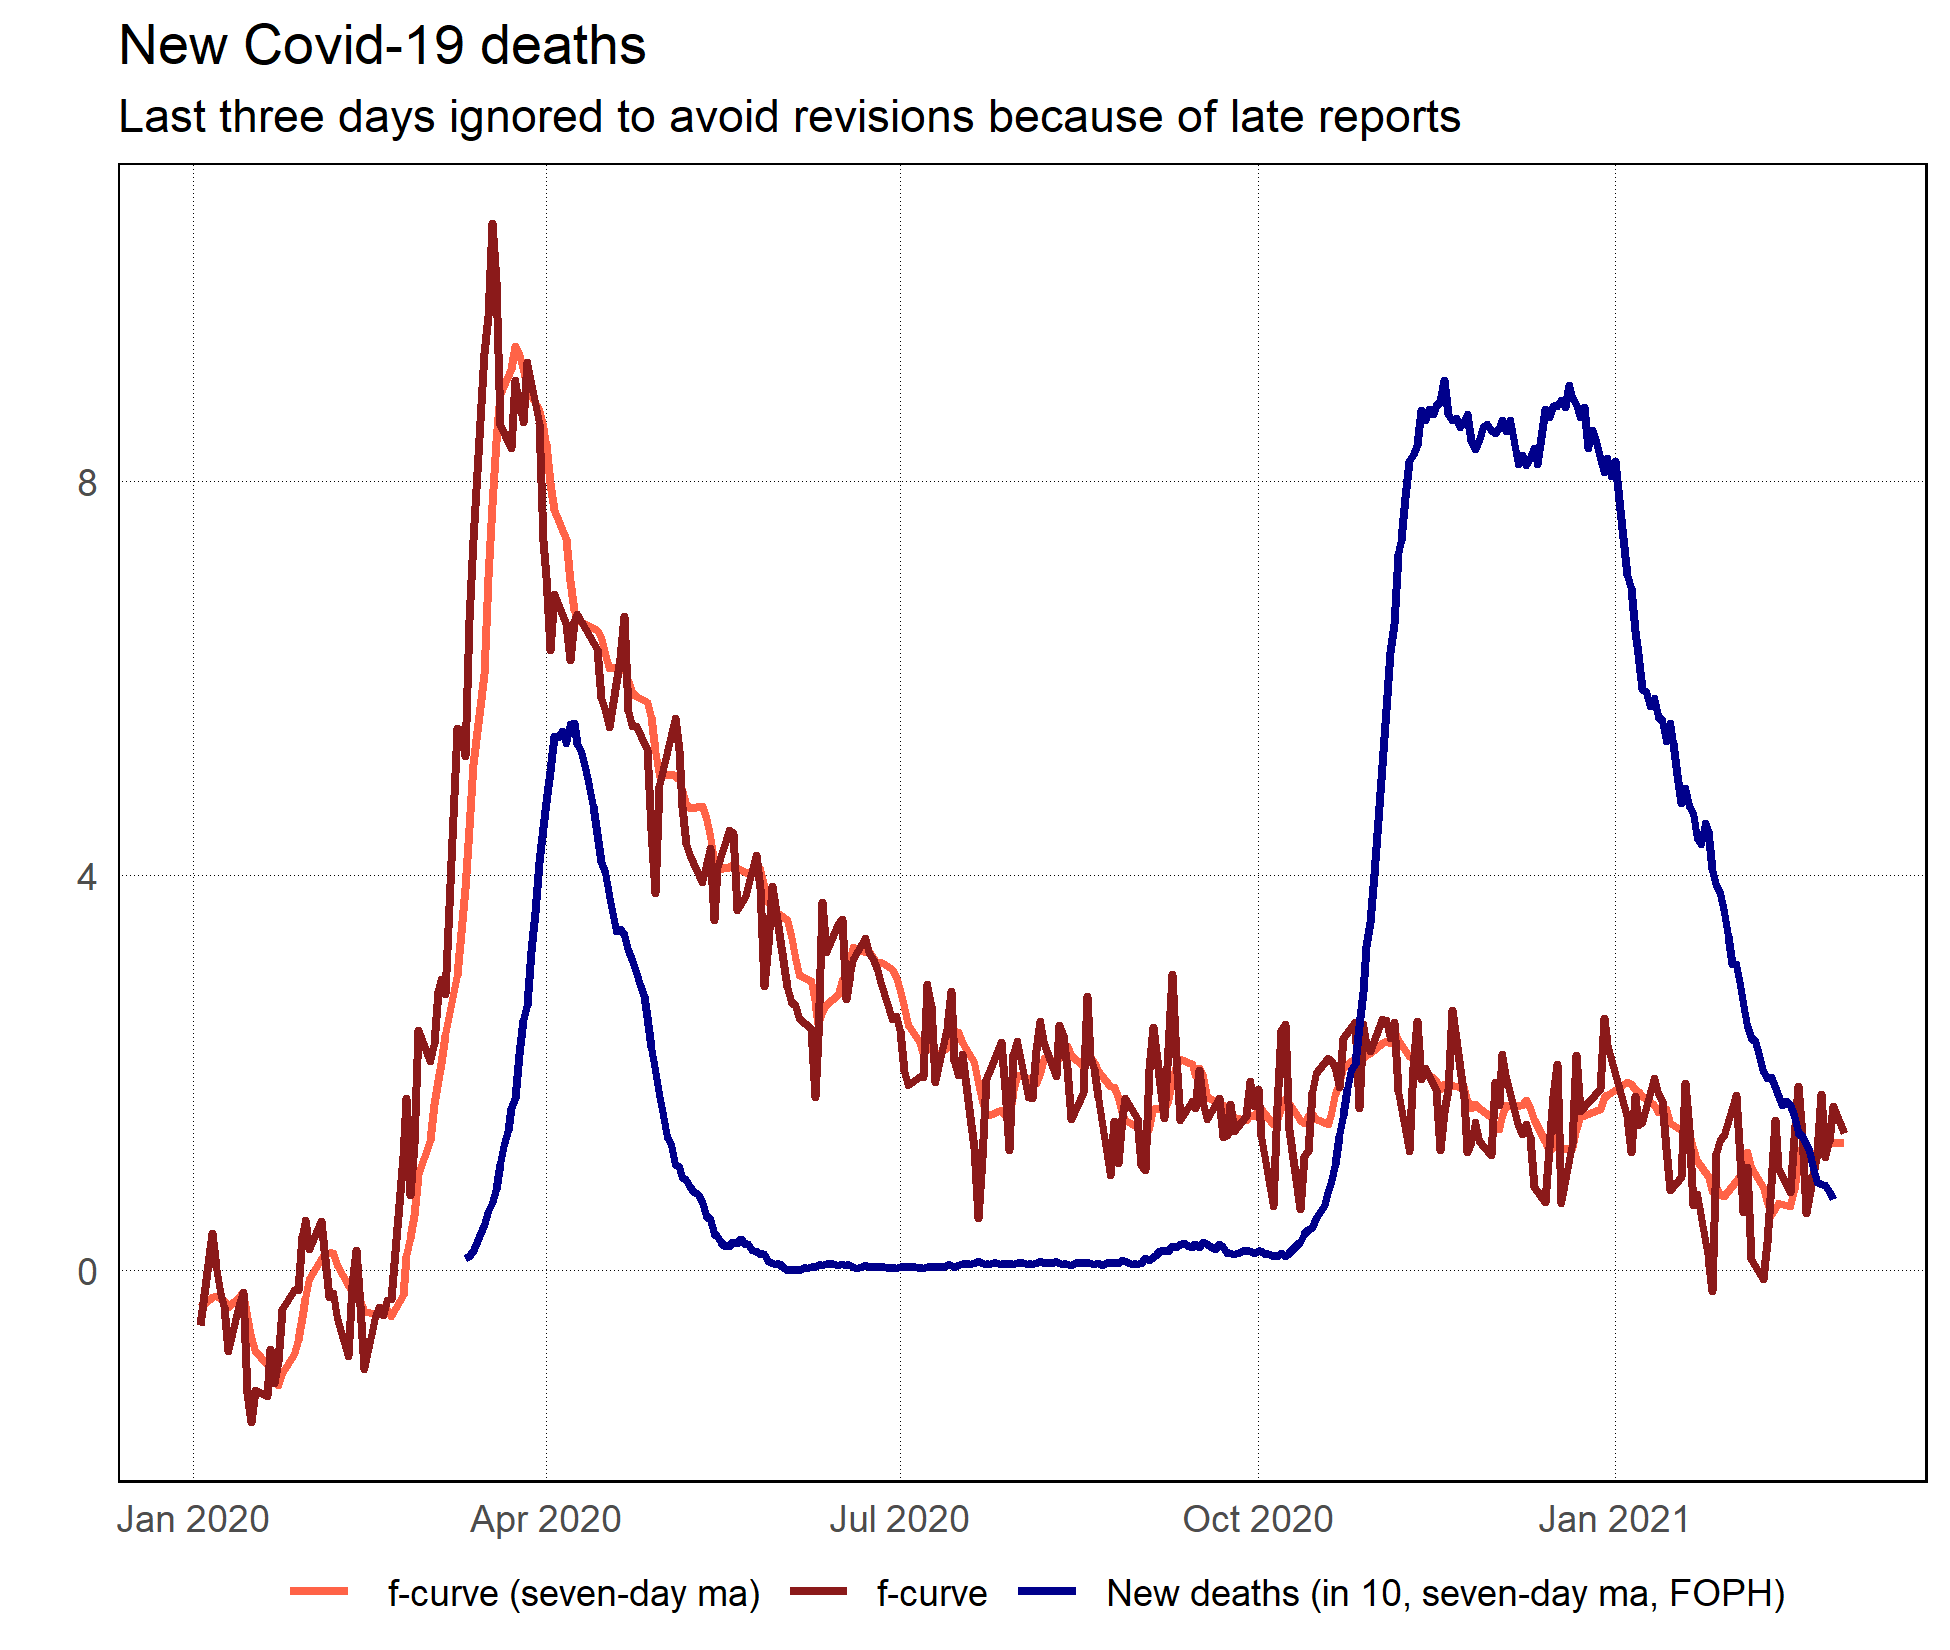 New Covid-19 deaths
Last three days ignored to avoid revisions because of late reports
8
4
0
Jan 2020 Apr 2020 Jul 2020 Oct 2020 Jan 2021
f-curve (seven-day ma) f-curve New deaths (in 10, seven-day ma, FOPH)